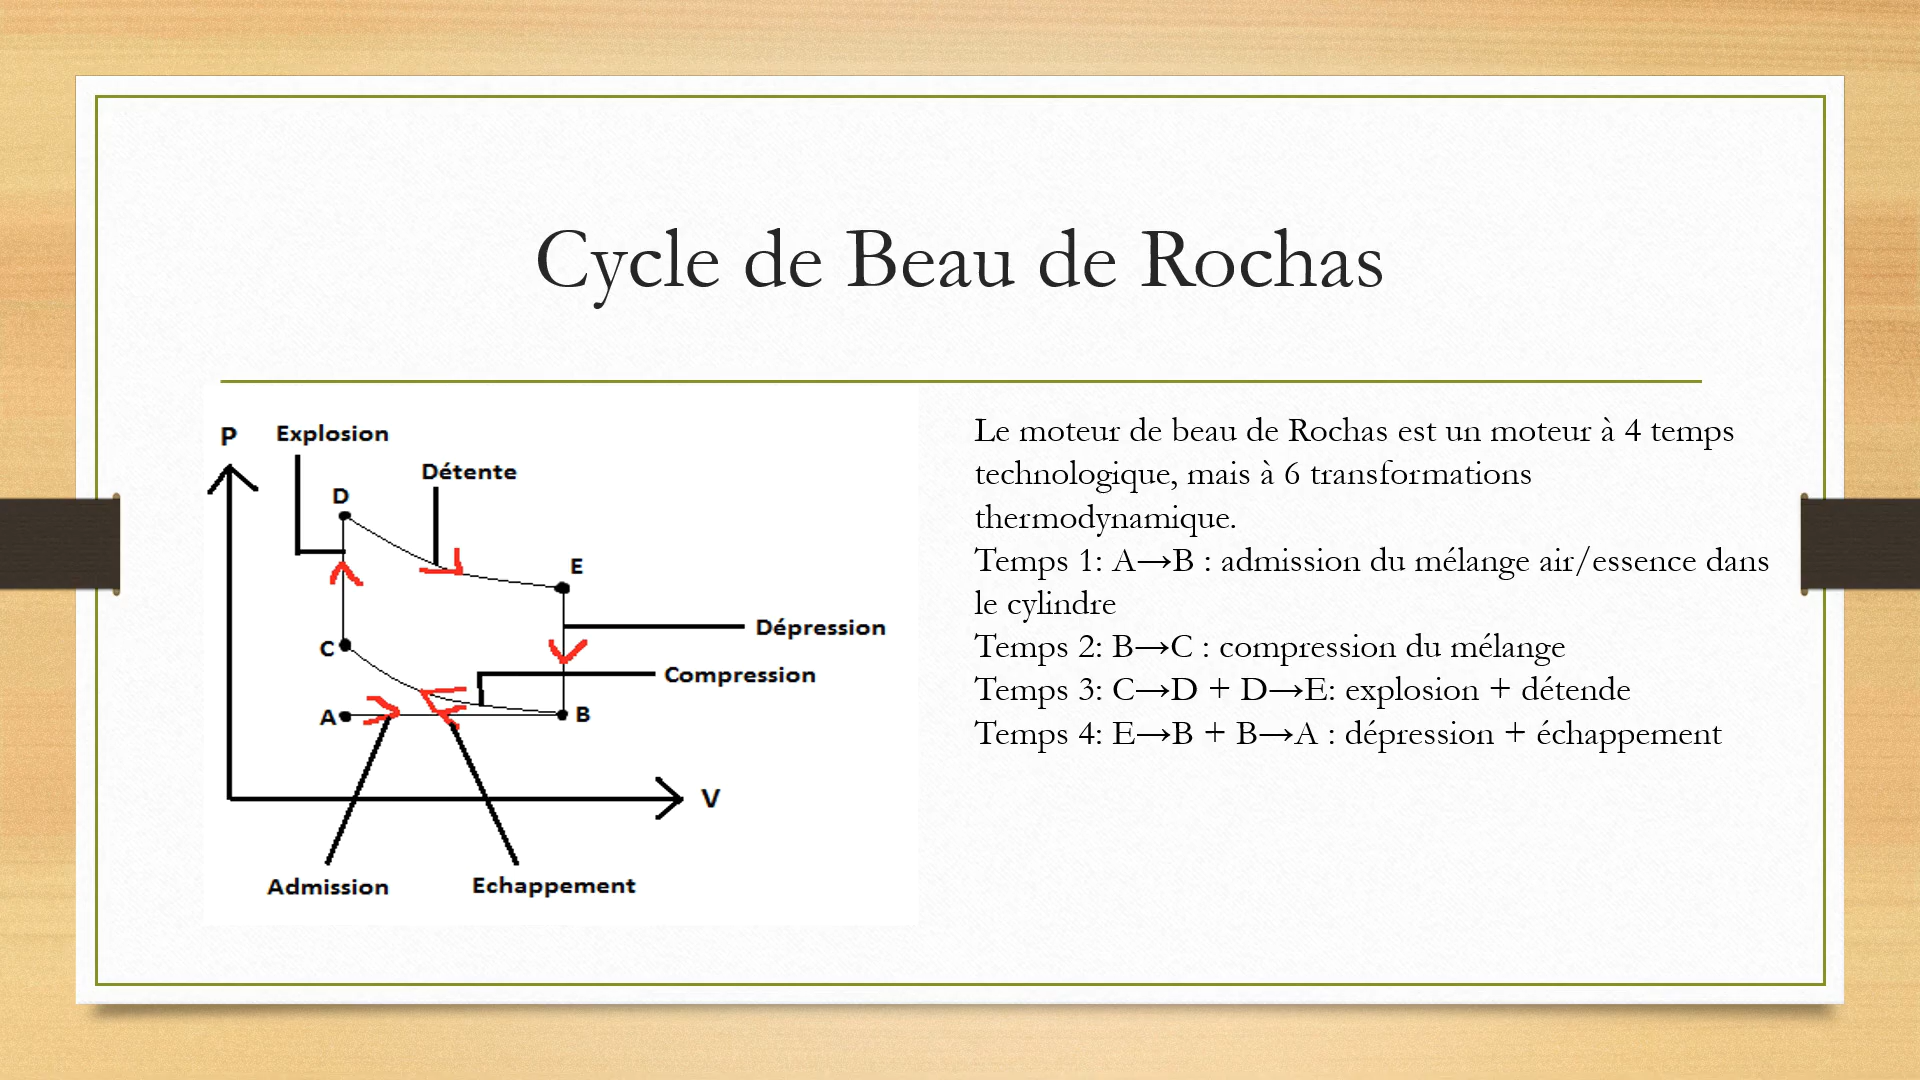 Cycle de Beau de Rochas
P
Explosion
Détente
D
E
Dépression
C
Compression
A
B
V
Admission
Echappement
Le moteur de beau de Rochas est un moteur à 4 temps
technologique, mais à 6 transformations
thermodynamique.
Temps 1: A→B : admission du mélange air/essence dans
le cylindre
Temps 2: B→C : compression du mélange
Temps 3: C→D + D→E: explosion + détende
Temps 4: E→B + B→A : dépression + échappement